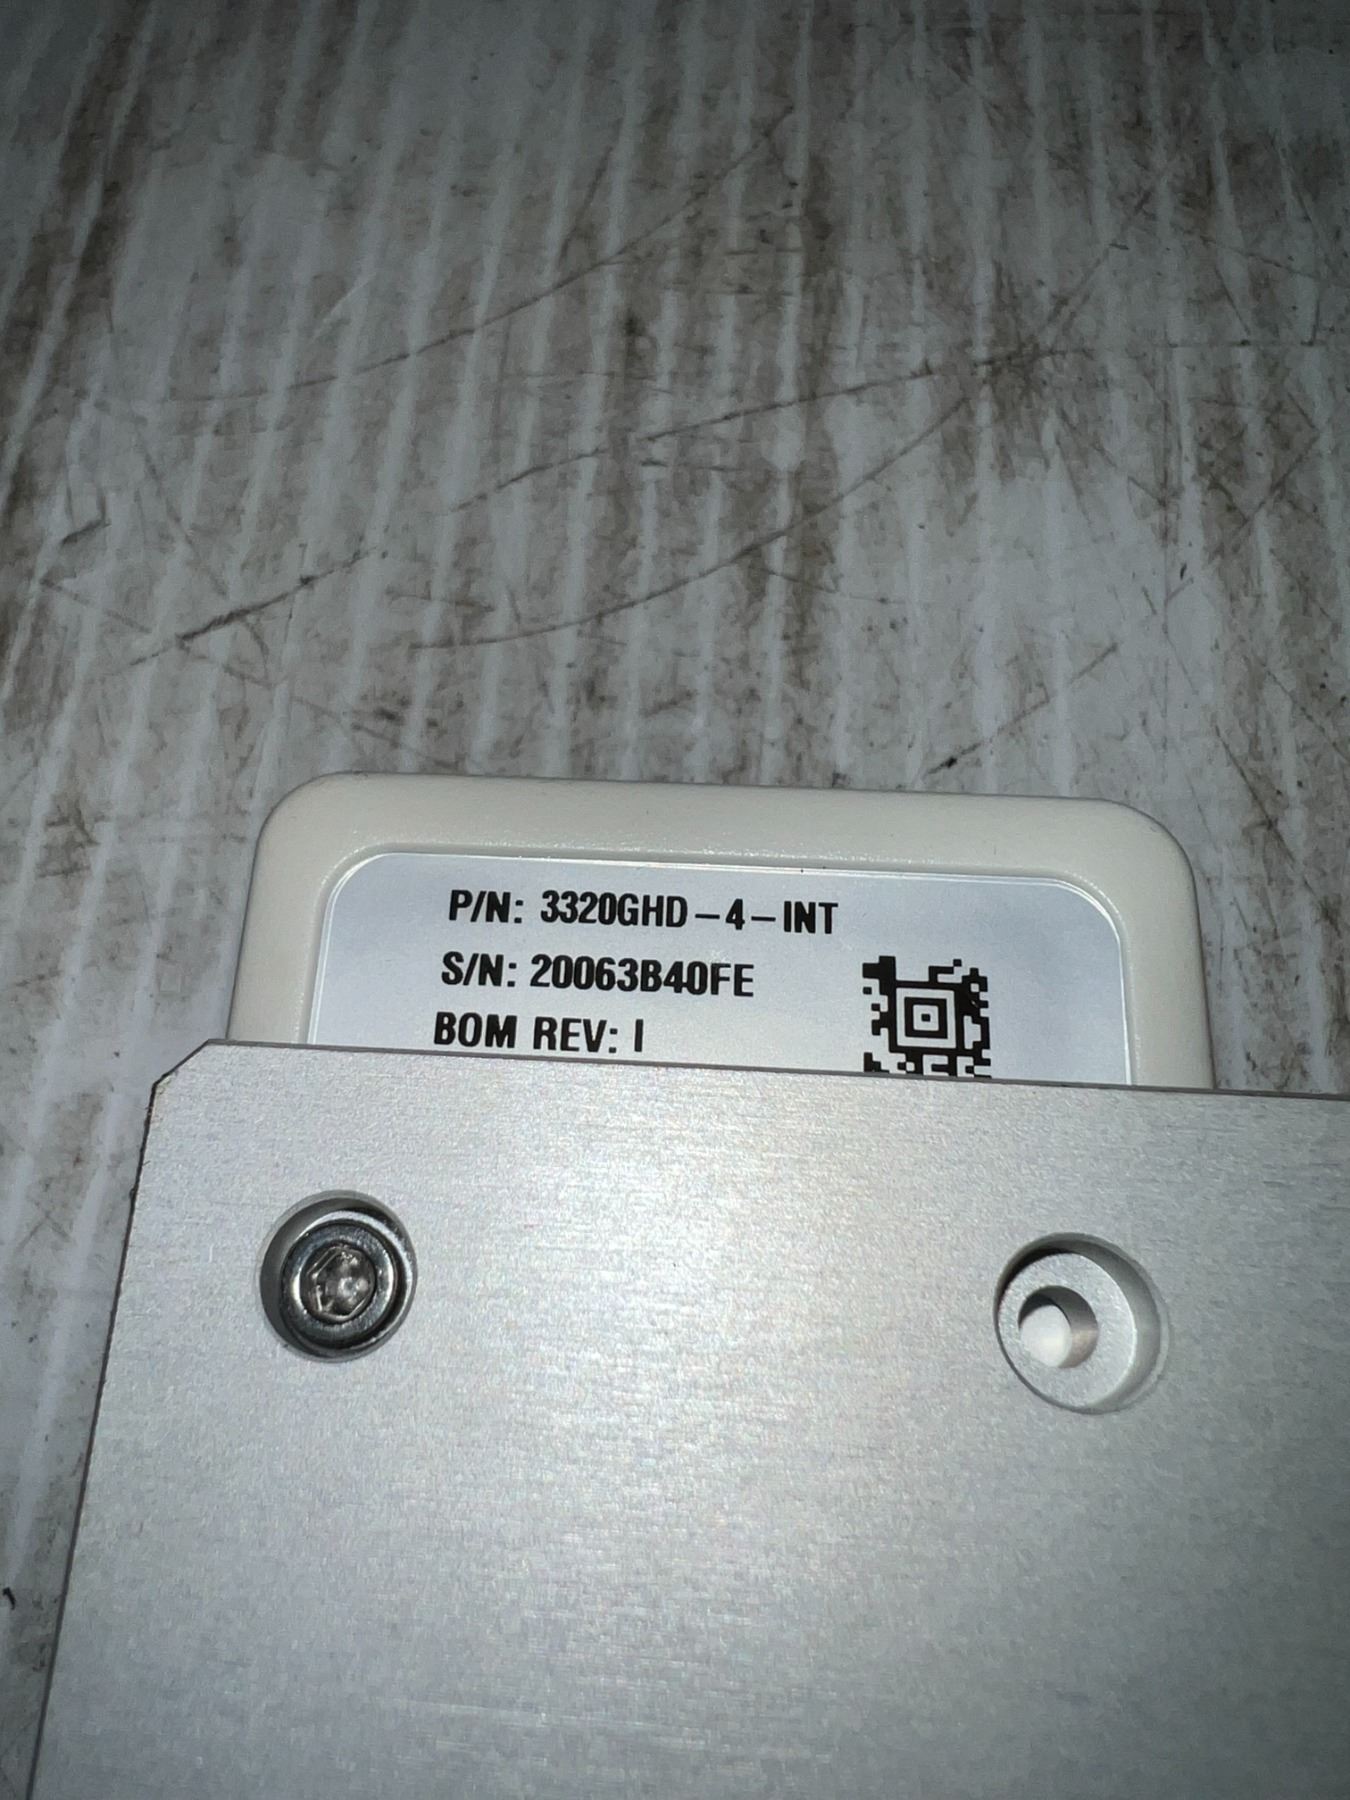 P/N: 3320GHD-4-INT
S/N: 20063B40FE
BOM REV: I